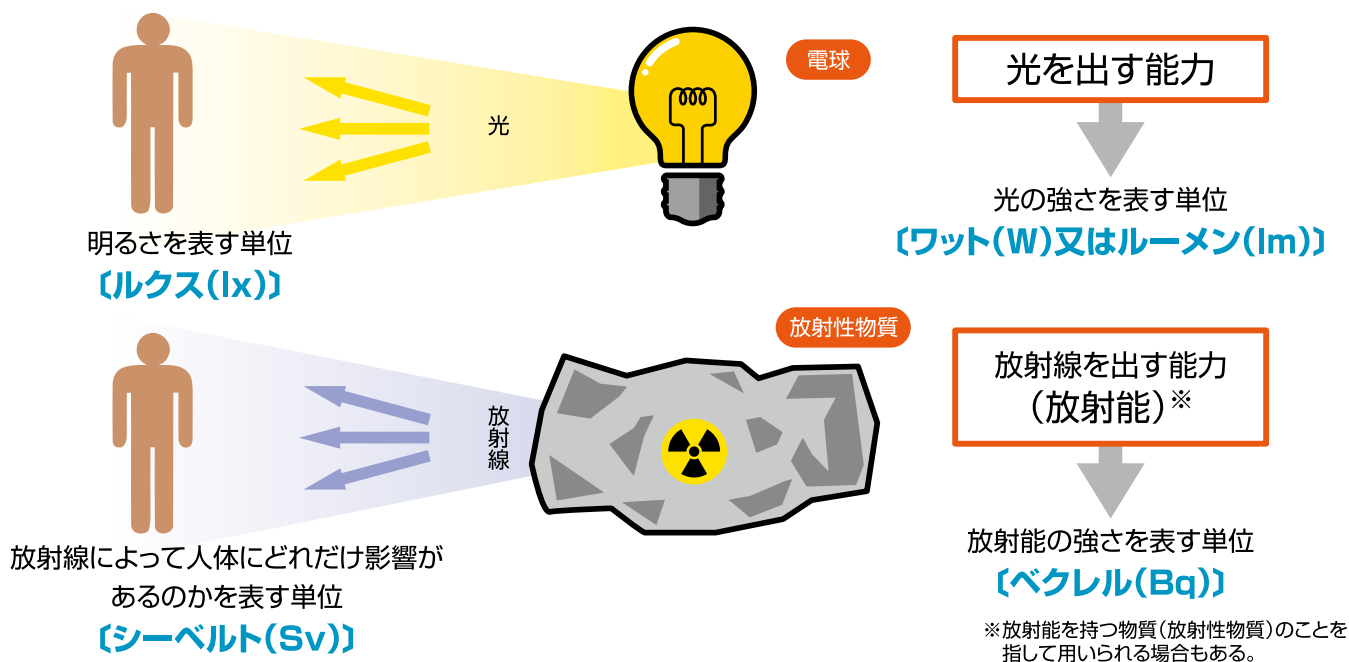 電球
光を出す能力
光
光の強さを表す単位
〔ワット(W)又はルーメン(lm)〕
明るさを表す単位
〔ルクス(lx)〕
放射性物質
放射線を出す能力
(放射能)※
放射線
放射線によって人体にどれだけ影響が
あるのかを表す単位
〔シーベルト(Sv)〕
放射能の強さを表す単位
〔ベクレル(Bq)〕
※放射能を持つ物質(放射性物質)のことを
指して用いられる場合もある。